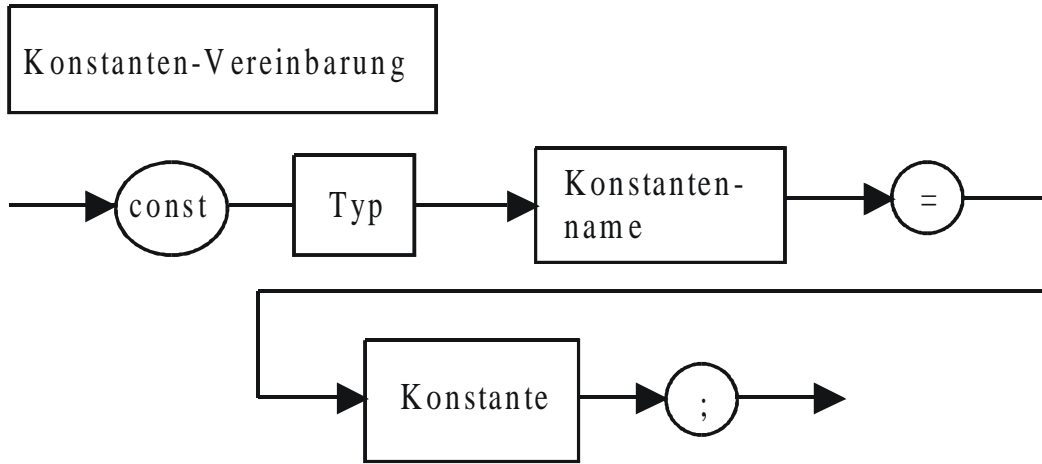 Konstanten-Vereinbarung
const
Typ
Konstanten-
name
=
Konstante
;